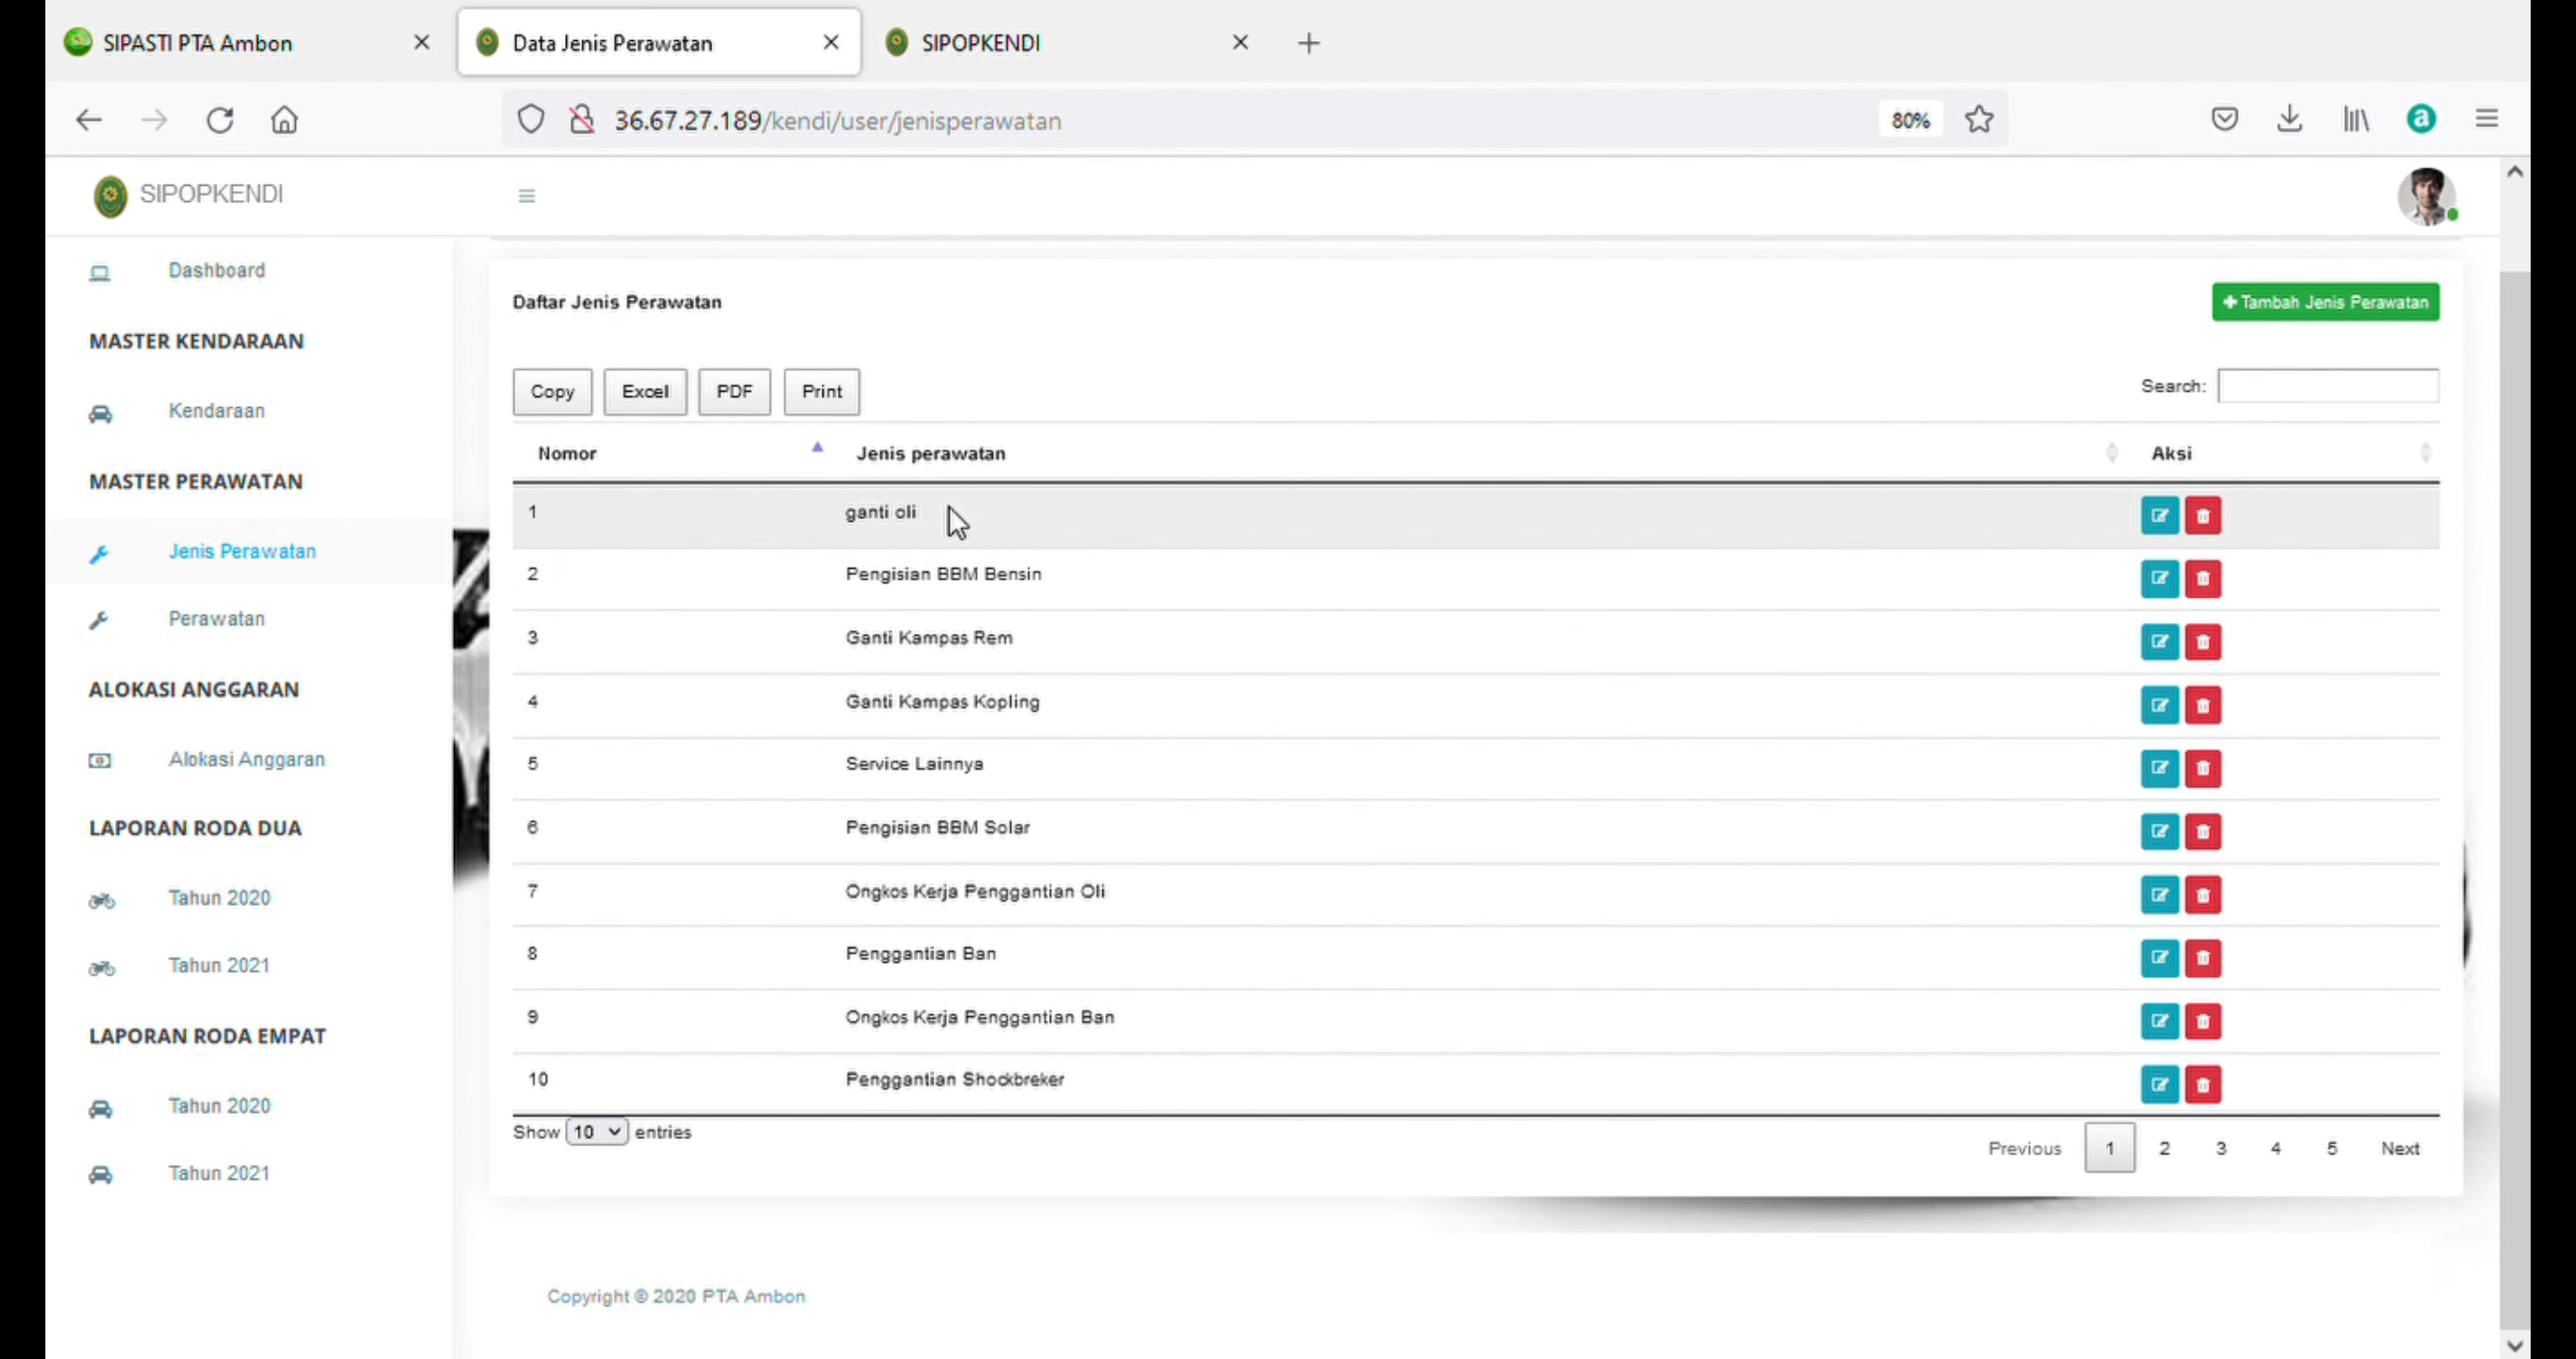 SIPASTI PTA Ambon
Data Jenis Perawatan
SIPOPKENDI
36.67.27.189/kendi/user/jenisperawatan
80%
a
SIPOPKENDI
Dashboard
MASTER KENDARAAN
Kendaraan
MASTER PERAWATAN
Jenis Perawatan
Perawatan
ALOKASI ANGGARAN
Alokasi Anggaran
LAPORAN RODA DUA
Tahun 2020
Tahun 2021
LAPORAN RODA EMPAT
Tahun 2020
Tahun 2021
Daftar Jenis Perawatan
+ Tambah Jenis Perawatan
Copy Excel PDF Print
Search:
Nomor Jenis perawatan Aksi
1 ganti oli
2 Pengisian BBM Bensin
3 Ganti Kampas Rem
4 Ganti Kampas Kopling
5 Service Lainnya
6 Pengisian BBM Solar
7 Ongkos Kerja Penggantian Oli
8 Penggantian Ban
9 Ongkos Kerja Penggantian Ban
10 Penggantian Shockbreker
Show 10 entries
Previous 1 2 3 4 5 Next
Copyright © 2020 PTA Ambon